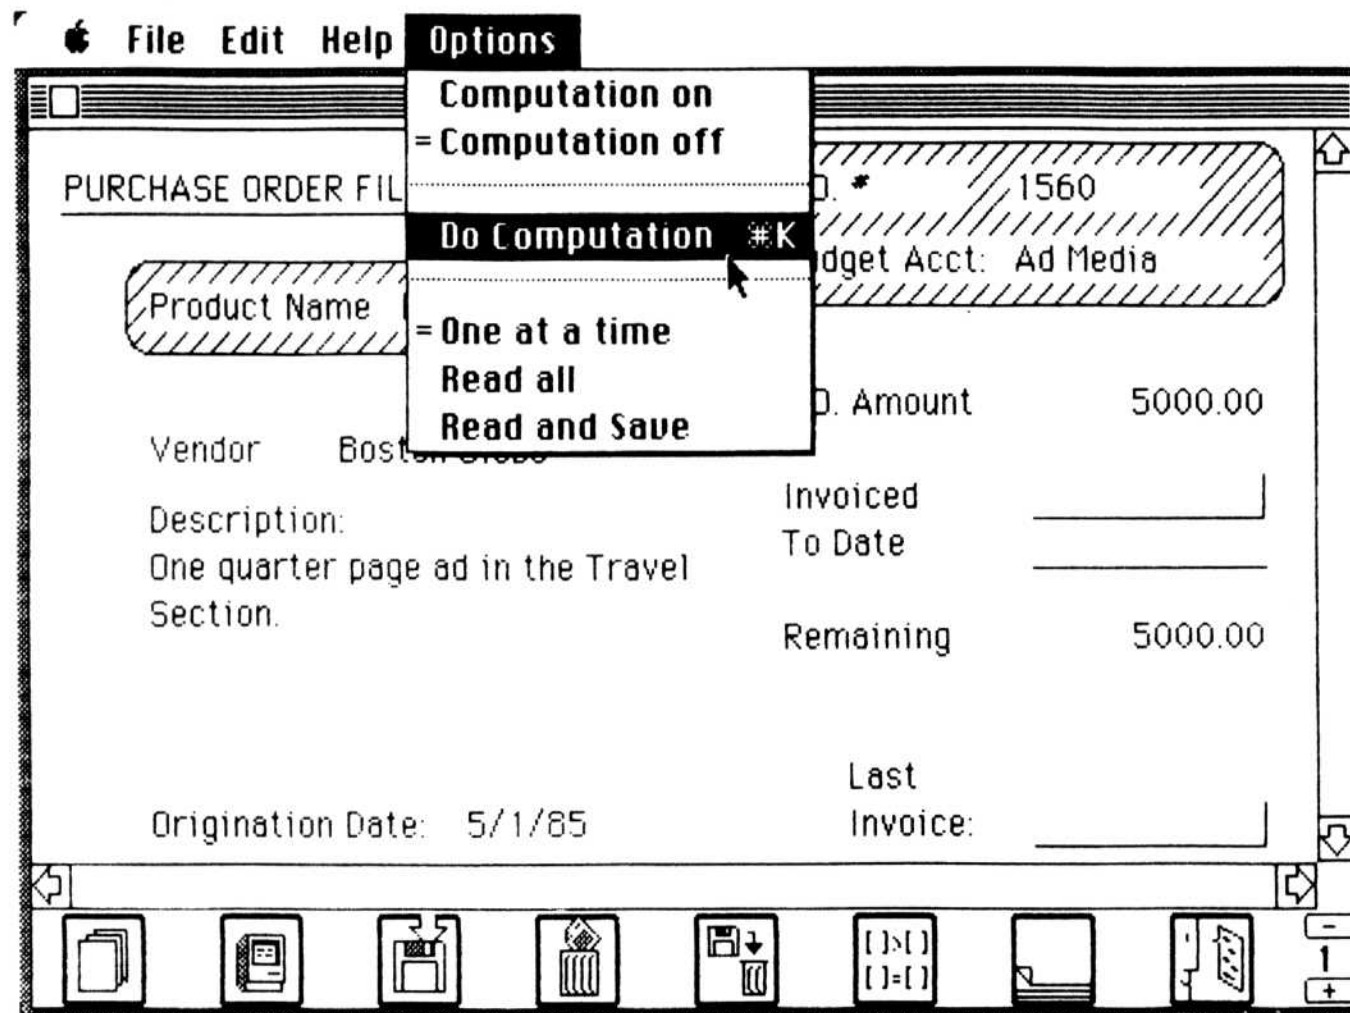 File Edit Help Options
Computation on
= Computation off
Do Computation ⌘K
= One at a time
Read all
Read and Save
PURCHASE ORDER FIL
. # 1560
dget Acct: Ad Media
Product Name
. Amount 5000.00
Vendor
Description:
One quarter page ad in the Travel
Section.
Invoiced
To Date
Remaining 5000.00
Origination Date: 5/1/85
Last
Invoice:
[ ]>[ ]
[ ]=[ ]
-
1
+